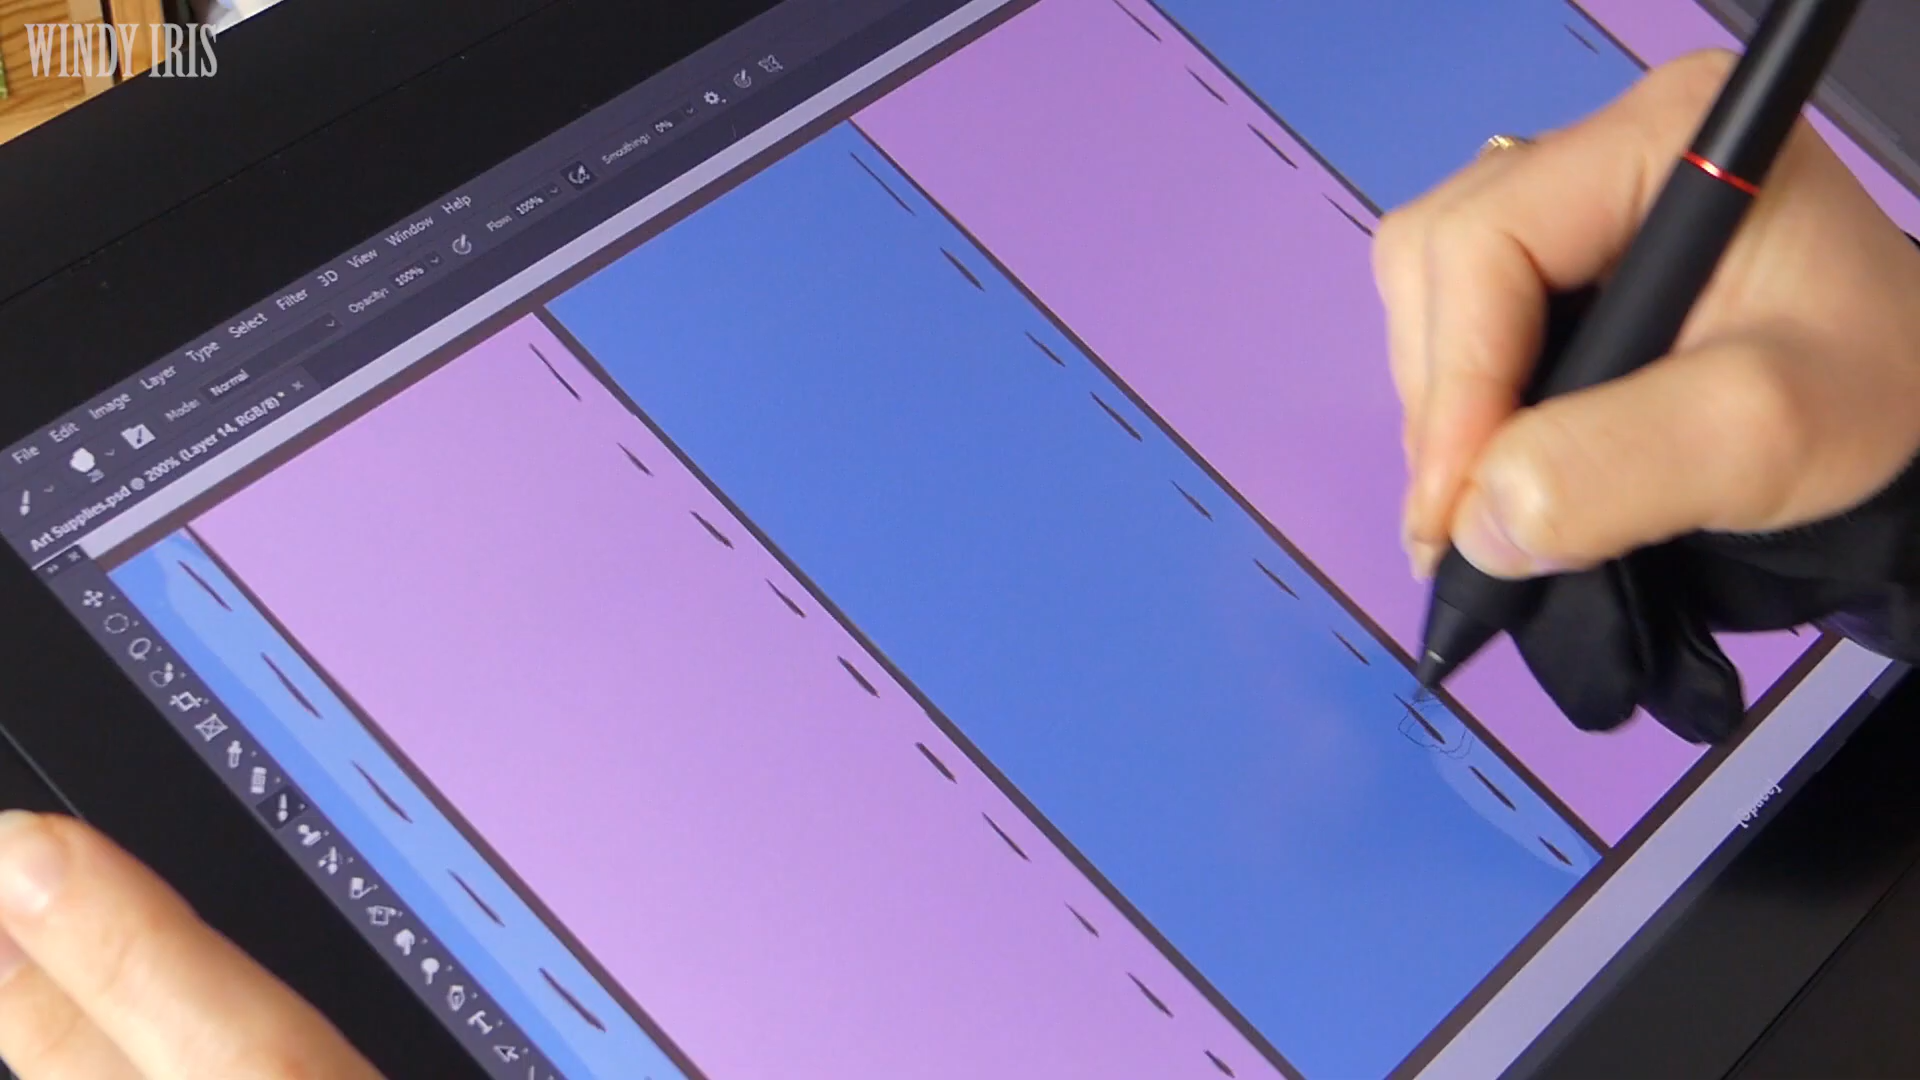 WINDY IRIS
File Edit Image Layer Type Select Filter 3D View Window Help
Mode: Normal Opacity: 100% Flow: 100% Smoothing: 0%
Art Supplies.psd @ 200% (Layer 14, RGB/8) *